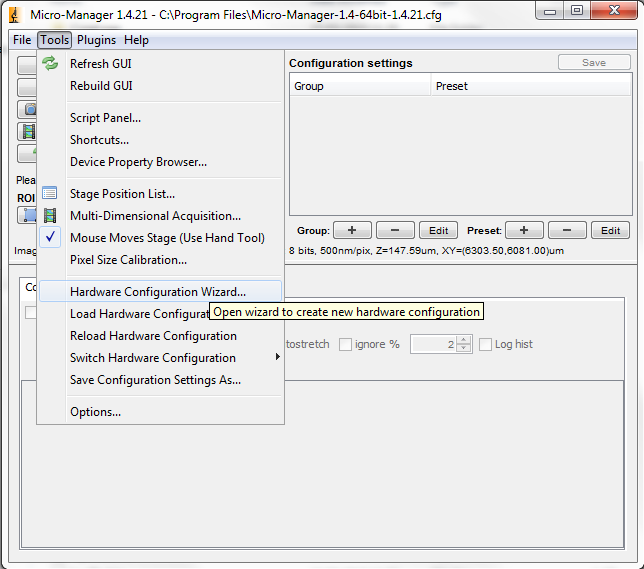 Micro-Manager 1.4.21 - C:\Program Files\Micro-Manager-1.4-64bit-1.4.21.cfg
File Tools Plugins Help
Refresh GUI
Rebuild GUI
Script Panel...
Shortcuts...
Device Property Browser...
Stage Position List...
Multi-Dimensional Acquisition...
Mouse Moves Stage (Use Hand Tool)
Pixel Size Calibration...
Hardware Configuration Wizard...
Open wizard to create new hardware configuration
Load Hardware Configurat
Reload Hardware Configuration
Switch Hardware Configuration
Save Configuration Settings As...
Options...
Configuration settings Save
Group Preset
Group: + - Edit Preset: + - Edit
Plea
ROI
Imag 8 bits, 500nm/pix, Z=147.59um, XY=(6303.50,6081.00)um
Co
tostretch ignore % 2 Log hist